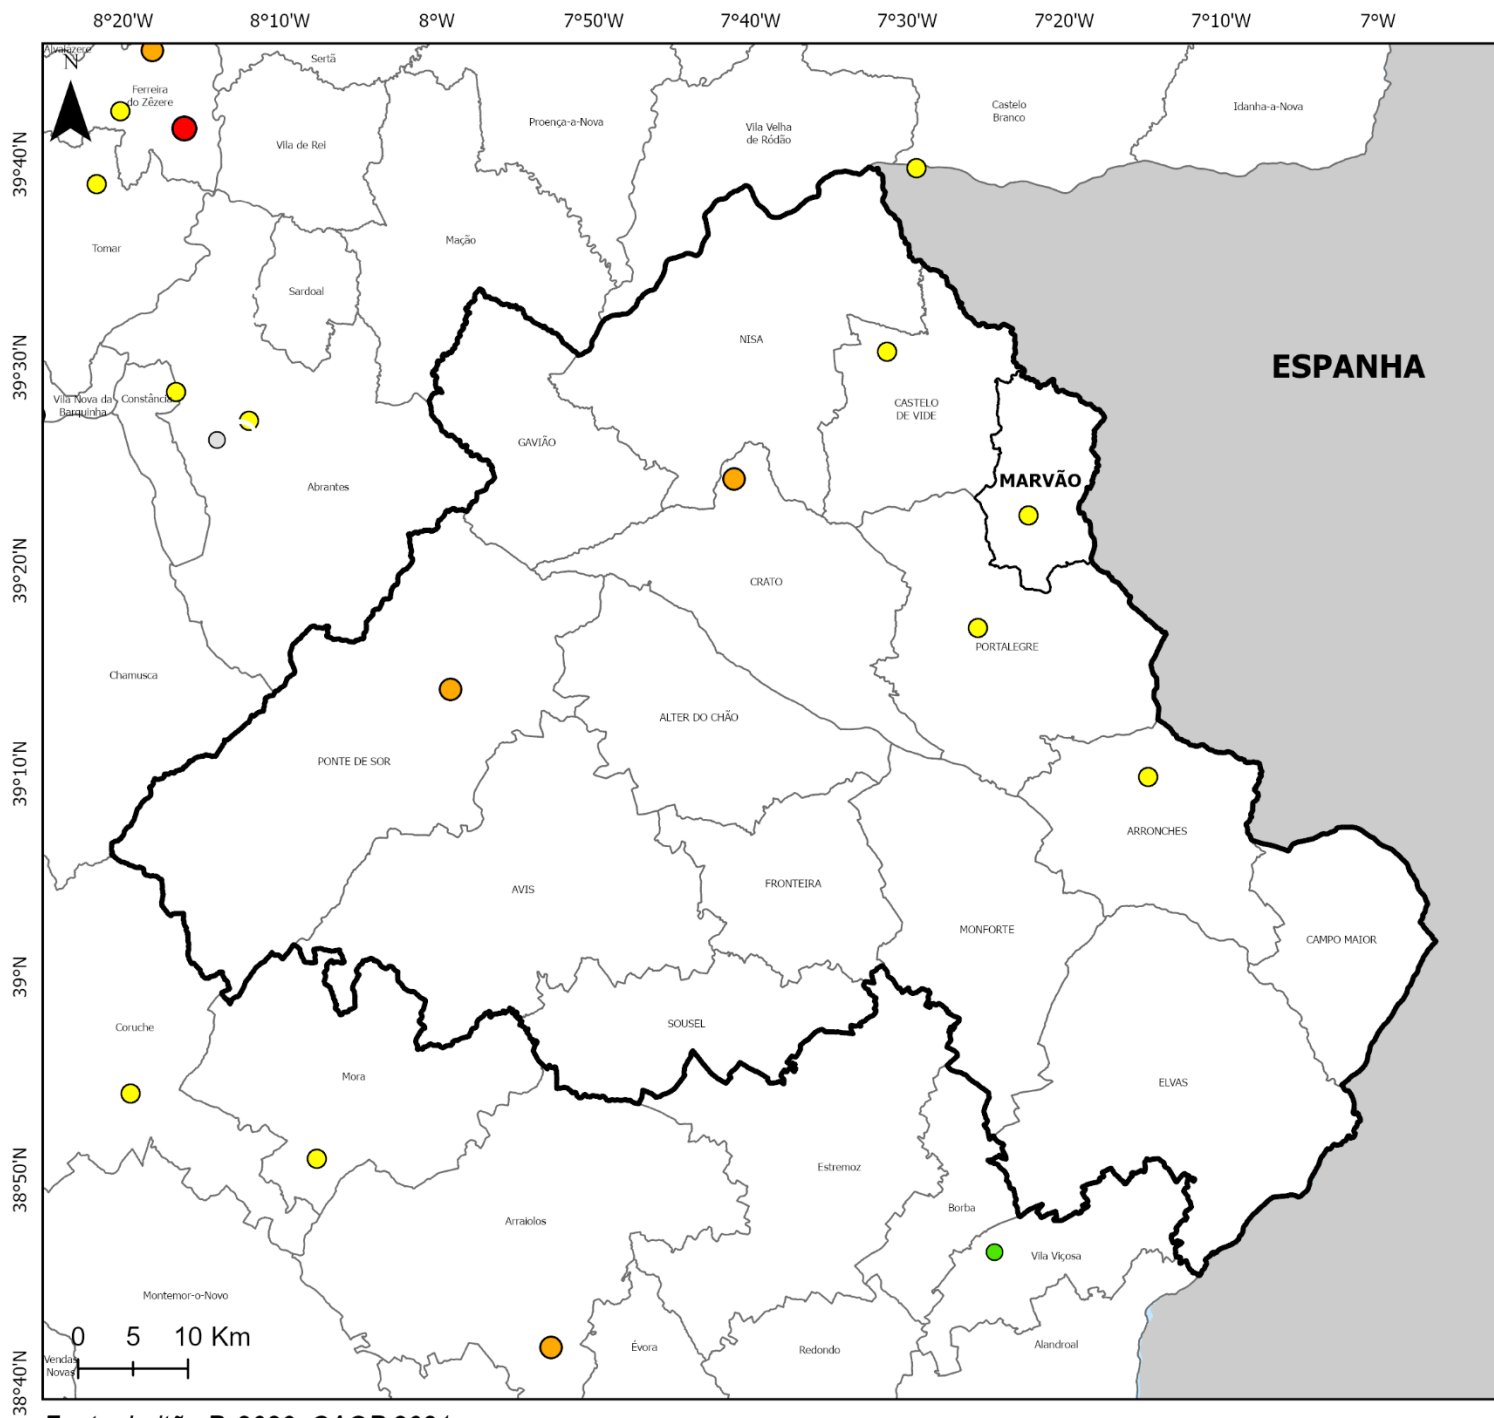 8°20'W 8°10'W 8°0'W 7°50'W 7°40'W 7°30'W 7°20'W 7°10'W 7°0'W
Alvaiázere
N
Sertã
Ferreira
do Zêzere
Castelo
Branco
Idanha-a-Nova
Proença-a-Nova
Vila Velha
de Ródão
Vila de Rei
39°40'N
Tomar
Mação
Sardoal
39°30'N
NISA
ESPANHA
Vila Nova da
Barquinha
Constância
CASTELO
DE VIDE
GAVIÃO
Abrantes
MARVÃO
39°20'N
CRATO
PORTALEGRE
Chamusca
ALTER DO CHÃO
39°10'N
PONTE DE SOR
ARRONCHES
AVIS
FRONTEIRA
MONFORTE
CAMPO MAIOR
39°N
Coruche
SOUSEL
Mora
ELVAS
38°50'N
Estremoz
Borba
Arraiolos
Vila Viçosa
Montemor-o-Novo
0 5 10 Km
Évora
Redondo
Alandroal
Vendas
Novas
38°40'N